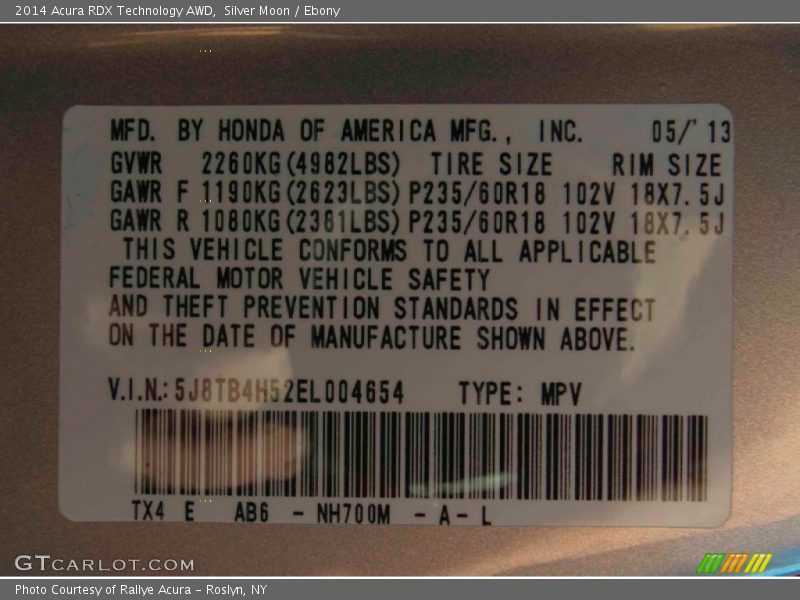 2014 Acura RDX Technology AWD, Silver Moon / Ebony
MFD. BY HONDA OF AMERICA MFG., INC. 05/'13
GVWR 2260KG(4982LBS) TIRE SIZE RIM SIZE
GAWR F 1190KG(2623LBS) P235/60R18 102V 18X7.5J
GAWR R 1080KG(2381LBS) P235/60R18 102V 18X7.5J
THIS VEHICLE CONFORMS TO ALL APPLICABLE
FEDERAL MOTOR VEHICLE SAFETY
AND THEFT PREVENTION STANDARDS IN EFFECT
ON THE DATE OF MANUFACTURE SHOWN ABOVE.
V.I.N.: 5J8TB4H52EL004654 TYPE: MPV
TX4 E AB6 - NH700M - A - L
GTCARLOT.COM
Photo Courtesy of Rallye Acura - Roslyn, NY